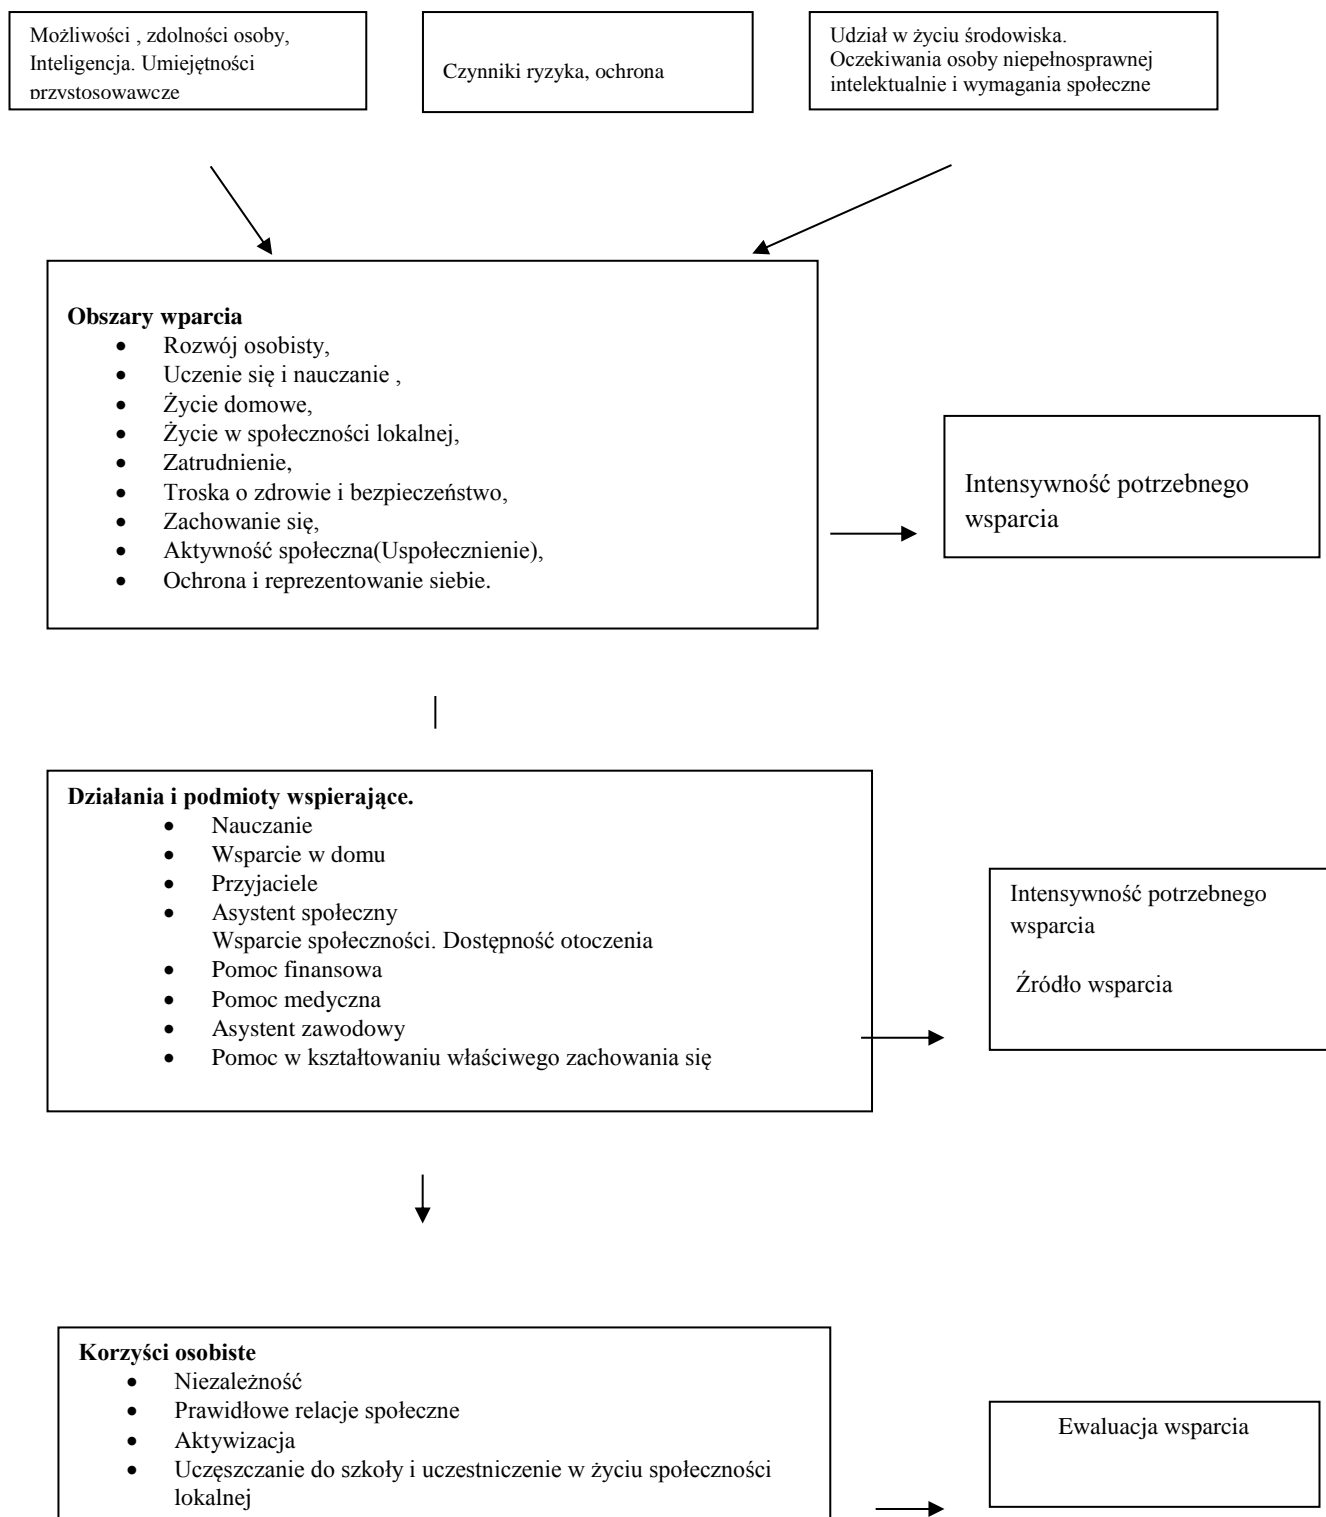 Możliwości , zdolności osoby,
Inteligencja. Umiejętności
przystosowawcze
Czynniki ryzyka, ochrona
Udział w życiu środowiska.
Oczekiwania osoby niepełnosprawnej
intelektualnie i wymagania społeczne
Obszary wparcia
• Rozwój osobisty,
• Uczenie się i nauczanie ,
• Życie domowe,
• Życie w społeczności lokalnej,
• Zatrudnienie,
• Troska o zdrowie i bezpieczeństwo,
• Zachowanie się,
• Aktywność społeczna(Uspołecznienie),
• Ochrona i reprezentowanie siebie.
Intensywność potrzebnego
wsparcia
Działania i podmioty wspierające.
• Nauczanie
• Wsparcie w domu
• Przyjaciele
• Asystent społeczny
Wsparcie społeczności. Dostępność otoczenia
• Pomoc finansowa
• Pomoc medyczna
• Asystent zawodowy
• Pomoc w kształtowaniu właściwego zachowania się
Intensywność potrzebnego
wsparcia
Źródło wsparcia
Korzyści osobiste
• Niezależność
• Prawidłowe relacje społeczne
• Aktywizacja
• Uczęszczanie do szkoły i uczestniczenie w życiu społeczności
lokalnej
Ewaluacja wsparcia